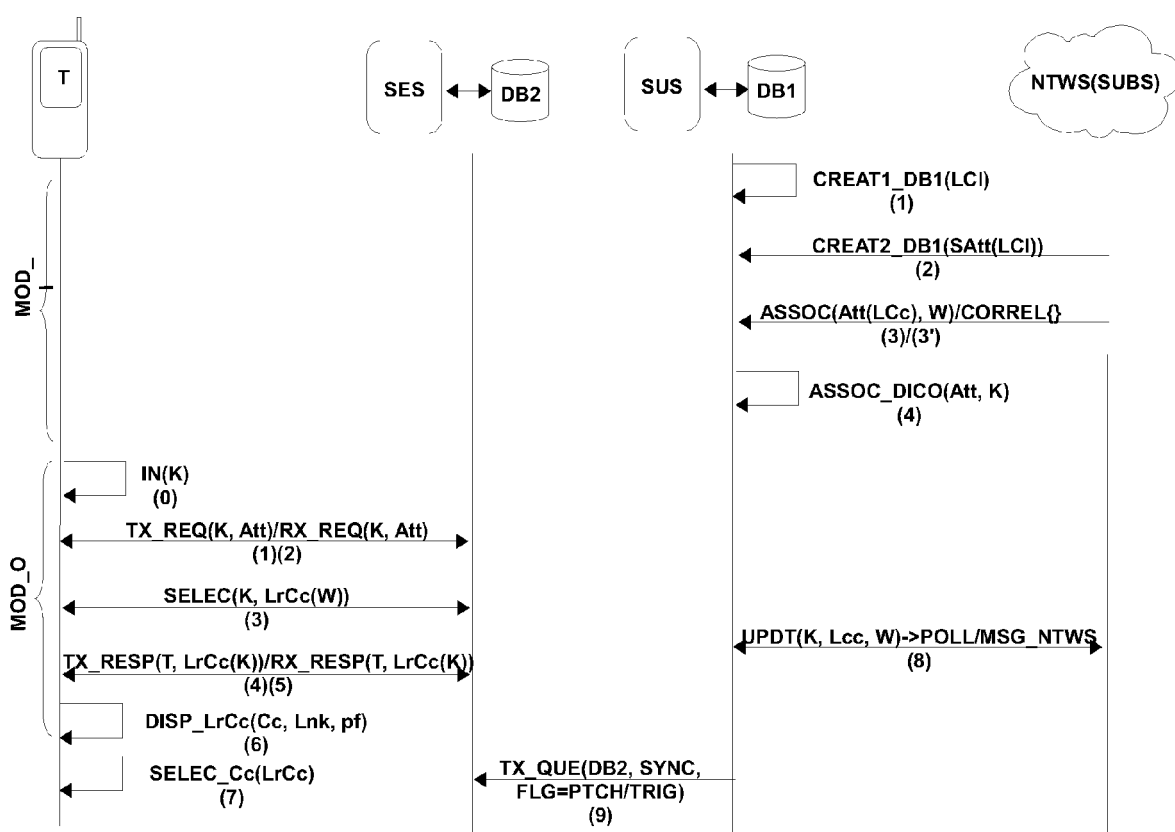 T
SES
DB2
SUS
DB1
NTWS(SUBS)
CREAT1_DB1(LCI)
(1)
CREAT2_DB1(SAtt(LCI))
(2)
MOD_I
ASSOC(Att(LCc), W)/CORREL{}
(3)/(3')
ASSOC_DICO(Att, K)
(4)
IN(K)
(0)
TX_REQ(K, Att)/RX_REQ(K, Att)
(1)(2)
MOD_O
SELEC(K, LrCc(W))
(3)
UPDT(K, Lcc, W)->POLL/MSG_NTWS
(8)
TX_RESP(T, LrCc(K))/RX_RESP(T, LrCc(K))
(4)(5)
DISP_LrCc(Cc, Lnk, pf)
(6)
SELEC_Cc(LrCc)
(7)
TX_QUE(DB2, SYNC,
FLG=PTCH/TRIG)
(9)